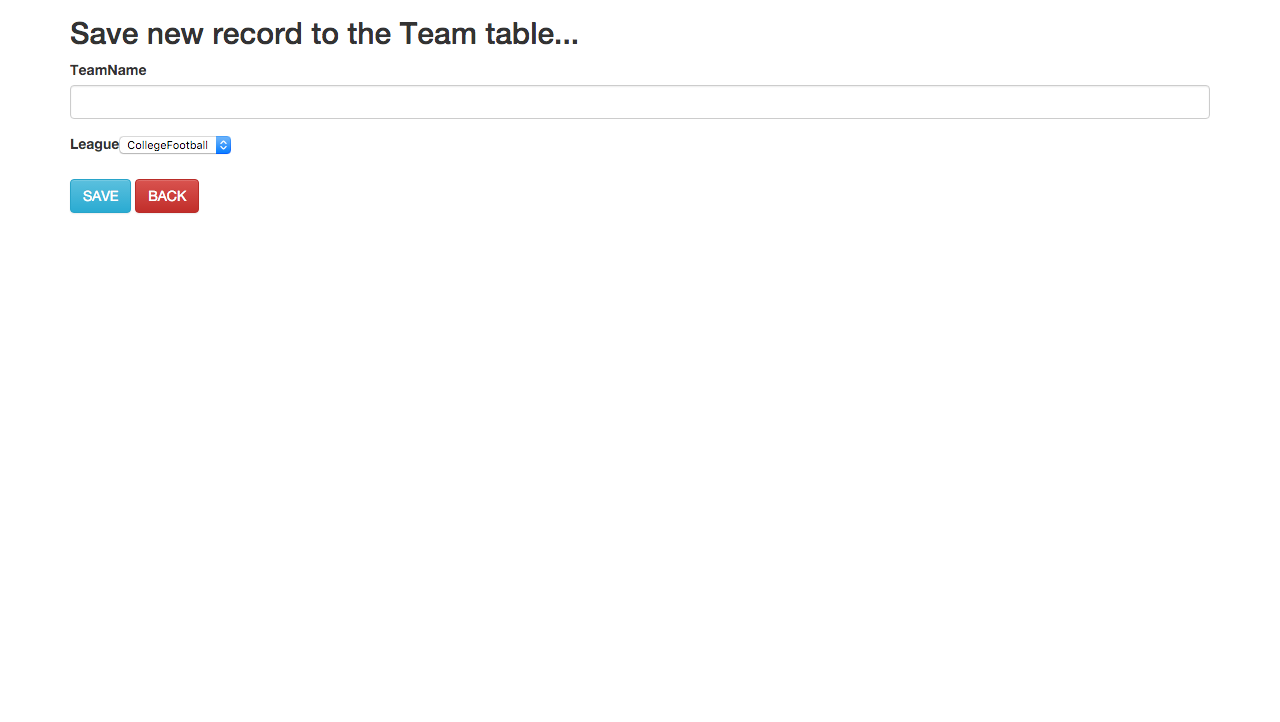 Save new record to the Team table...
TeamName
League CollegeFootball
SAVE BACK